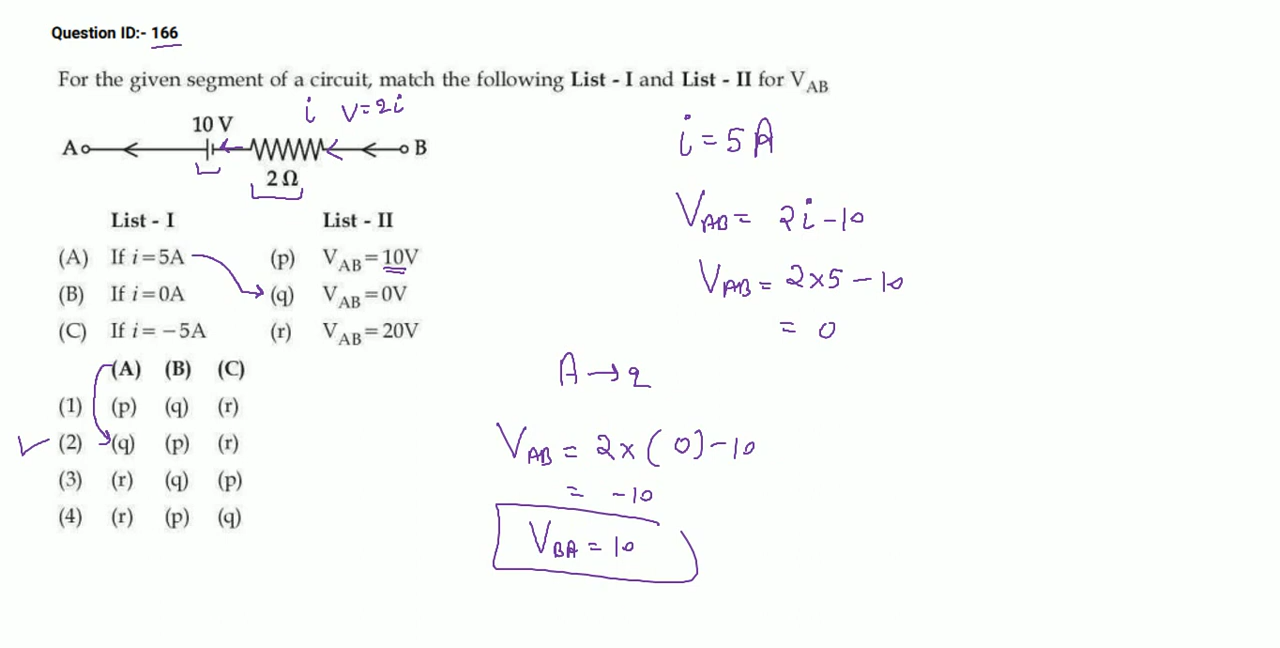 Question ID:- 166
For the given segment of a circuit, match the following List - I and List - II for V_AB
i V=2i
10 V
A B
2 Ω
List - I List - II
(A) If i=5A (p) V_AB=10V
(B) If i=0A (q) V_AB=0V
(C) If i= −5A (r) V_AB=20V
(A) (B) (C)
(1) (p) (q) (r)
(2) (q) (p) (r)
(3) (r) (q) (p)
(4) (r) (p) (q)
i = 5 A
V_AB = 2i - 10
V_AB = 2×5 - 10
= 0
A → q
V_AB = 2 × (0) - 10
= -10
V_BA = 10